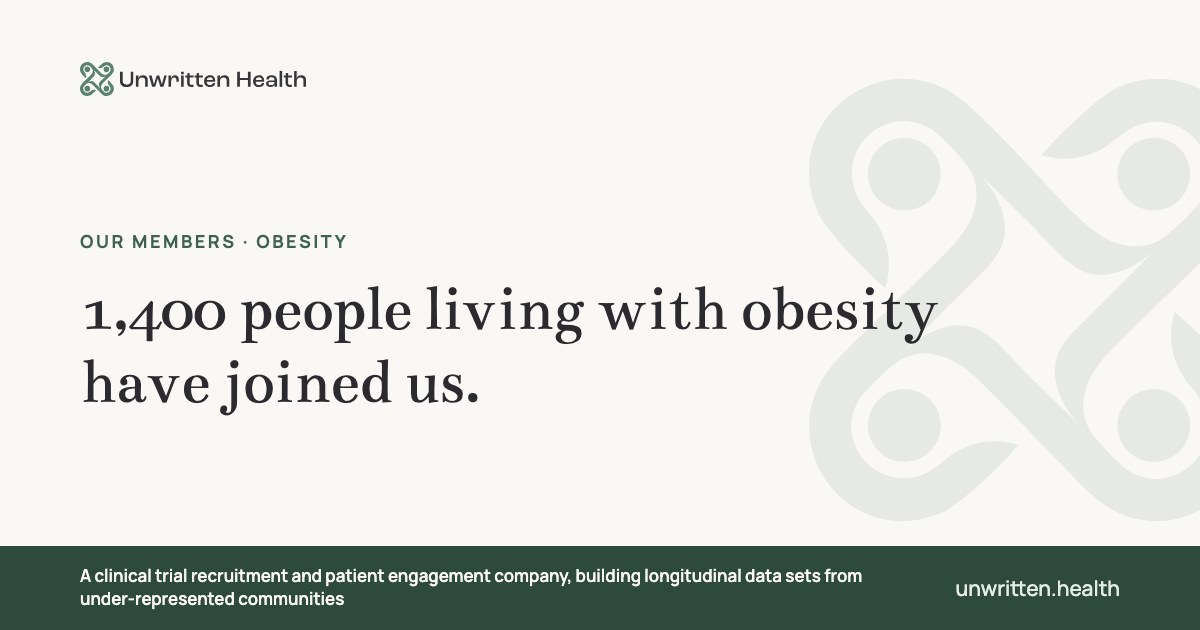 Unwritten Health
OUR MEMBERS · OBESITY
1,400 people living with obesity
have joined us.
A clinical trial recruitment and patient engagement company, building longitudinal data sets from
under-represented communities
unwritten.health